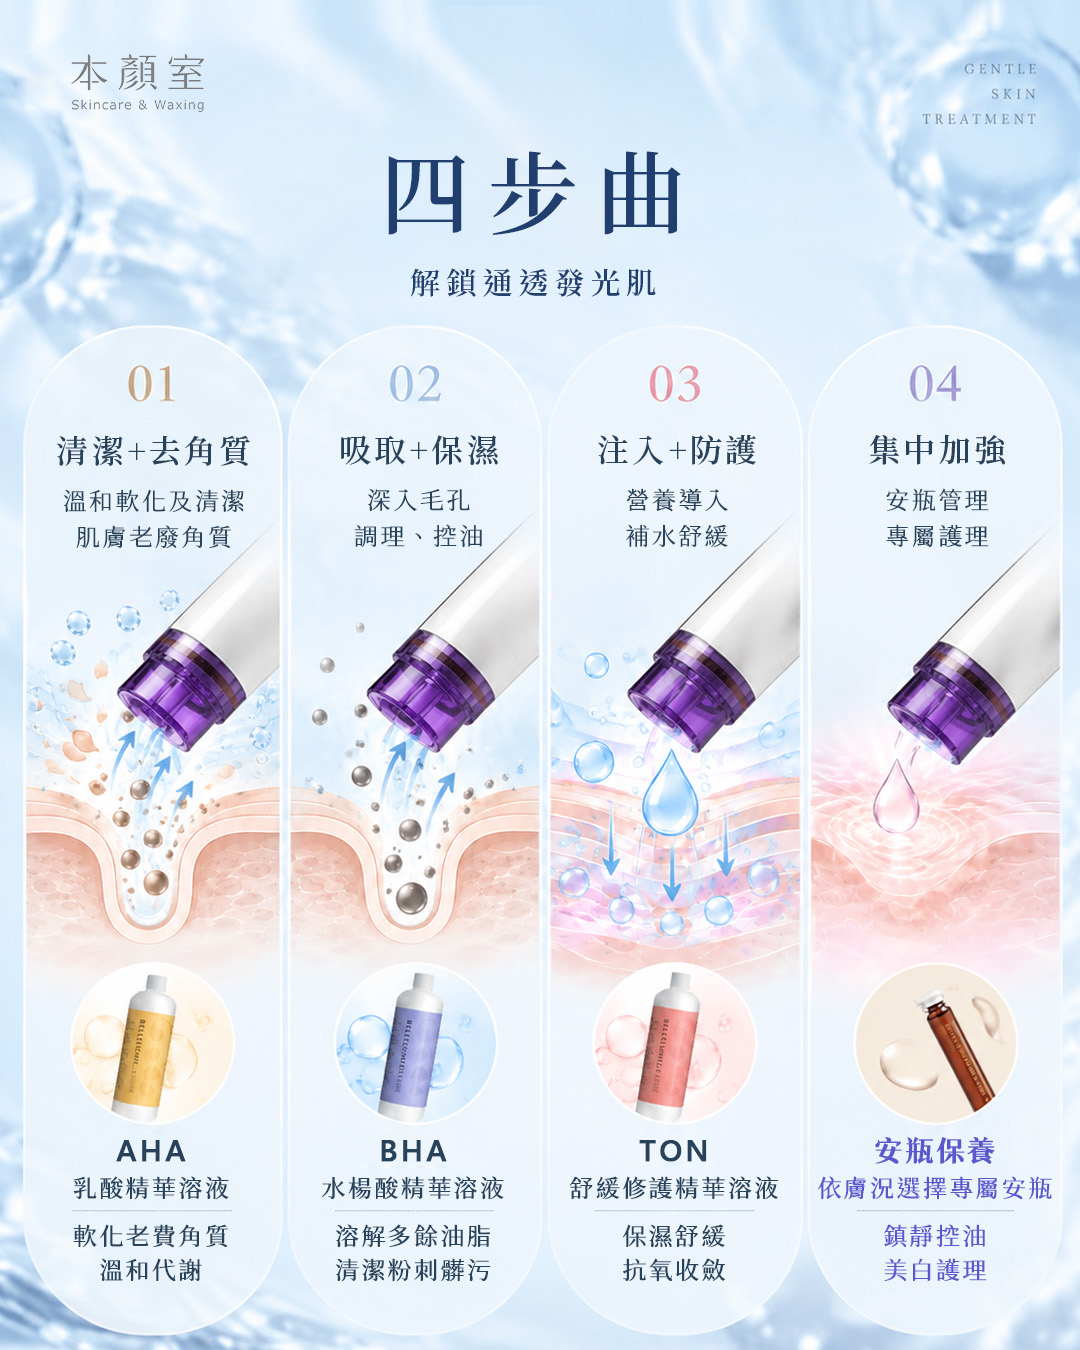 本顏室
Skincare & Waxing
GENTLE
SKIN
TREATMENT
四步曲
解鎖通透發光肌
01
清潔+去角質
溫和軟化及清潔
肌膚老廢角質
02
吸取+保濕
深入毛孔
調理、控油
03
注入+防護
營養導入
補水舒緩
04
集中加強
安瓶管理
專屬護理
AHA
乳酸精華溶液
軟化老費角質
溫和代謝
BHA
水楊酸精華溶液
溶解多餘油脂
清潔粉刺髒污
TON
舒緩修護精華溶液
保濕舒緩
抗氧收斂
安瓶保養
依膚況選擇專屬安瓶
鎮靜控油
美白護理